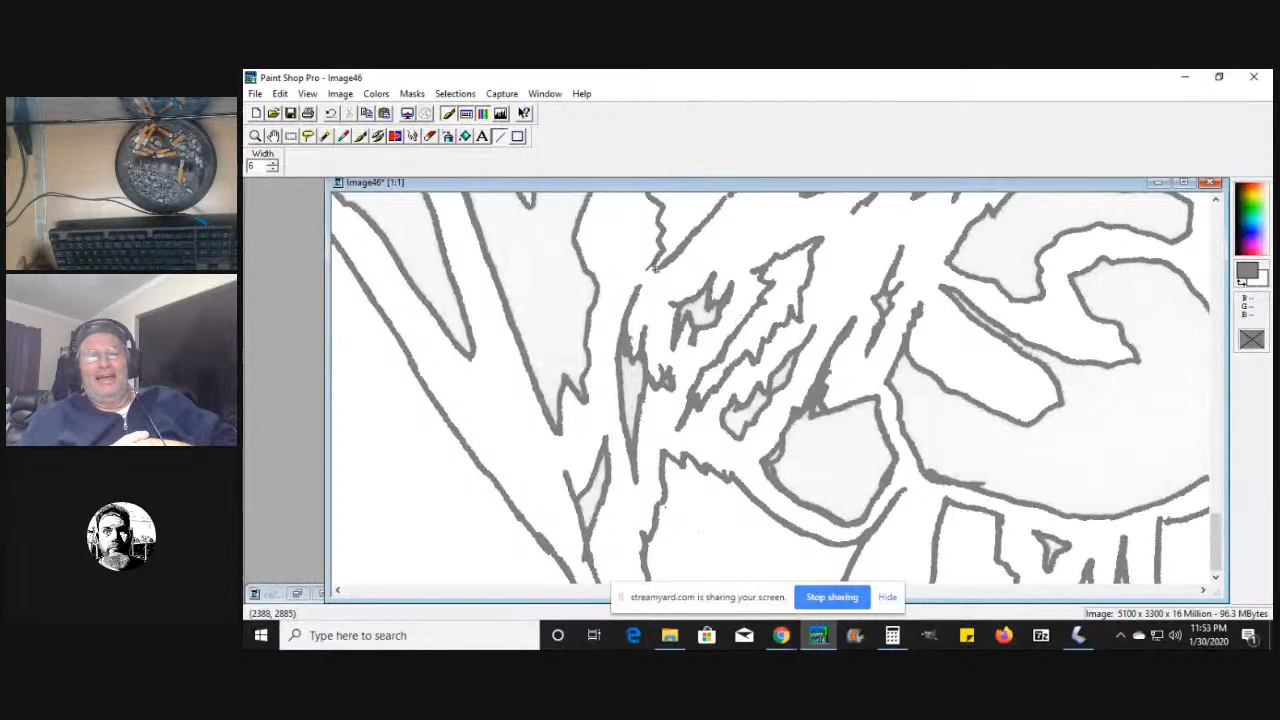 Paint Shop Pro - Image46
File Edit View Image Colors Masks Selections Capture Window Help
Width
6
Image46* [1:1]
R:--
G:--
B:--
streamyard.com is sharing your screen. Stop sharing Hide
(2388, 2885)
Image: 5100 x 3300 x 16 Million - 96.3 MBytes
Type here to search
11:53 PM
1/30/2020